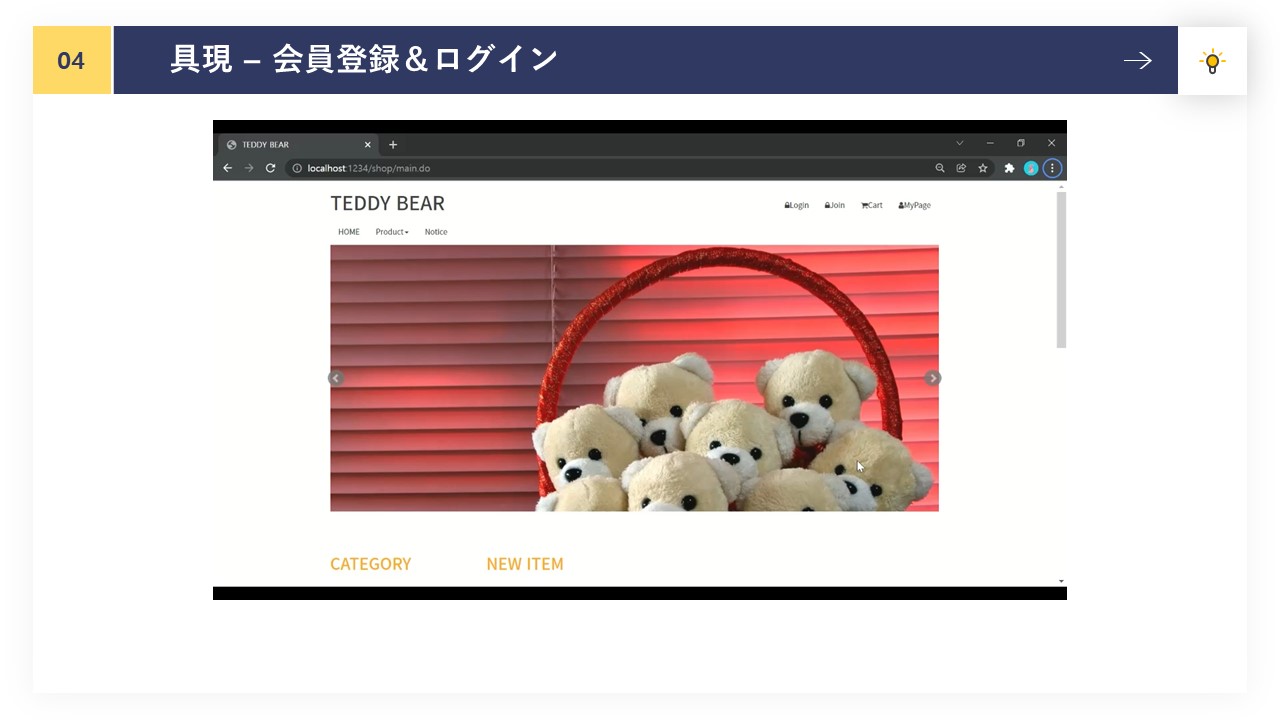 04
具現 – 会員登録＆ログイン
TEDDY BEAR
localhost:1234/shop/main.do
TEDDY BEAR
Login Join Cart MyPage
HOME Product Notice
CATEGORY NEW ITEM